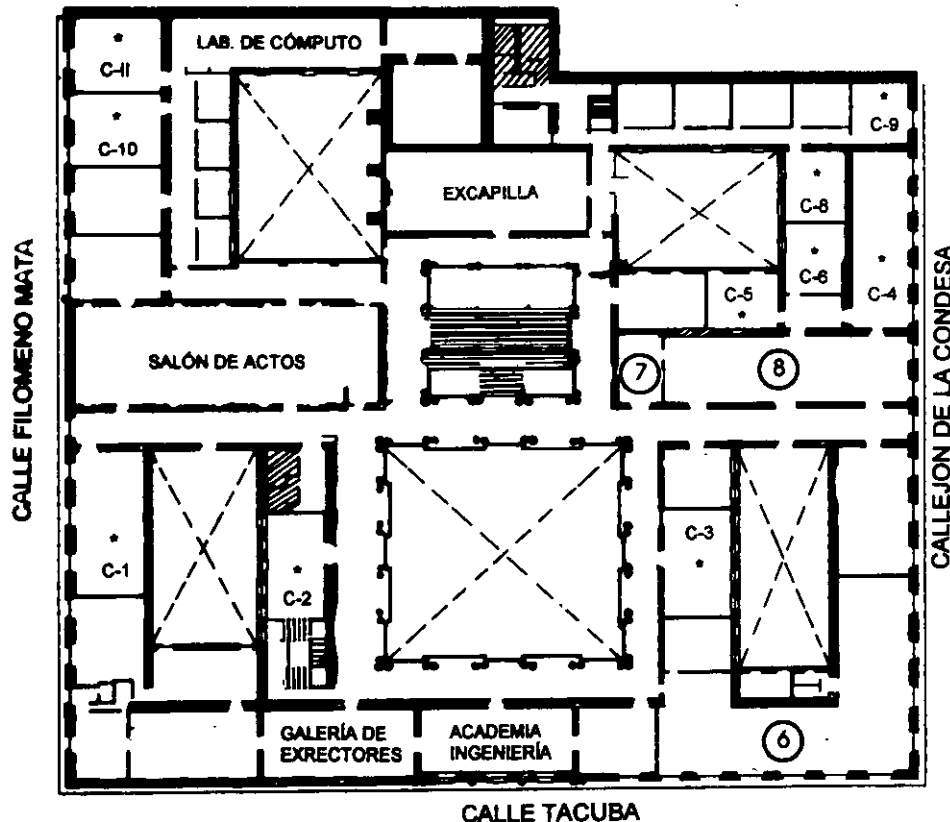 LAB. DE CÓMPUTO
*
C-II
*
C-10
*
C-9
EXCAPILLA
*
C-8
*
C-6
*
C-4
C-5
*
SALÓN DE ACTOS
7
8
CALLE FILOMENO MATA
CALLEJON DE LA CONDESA
*
C-1
*
C-2
C-3
*
GALERÍA DE
EXRECTORES
ACADEMIA
INGENIERÍA
6
CALLE TACUBA